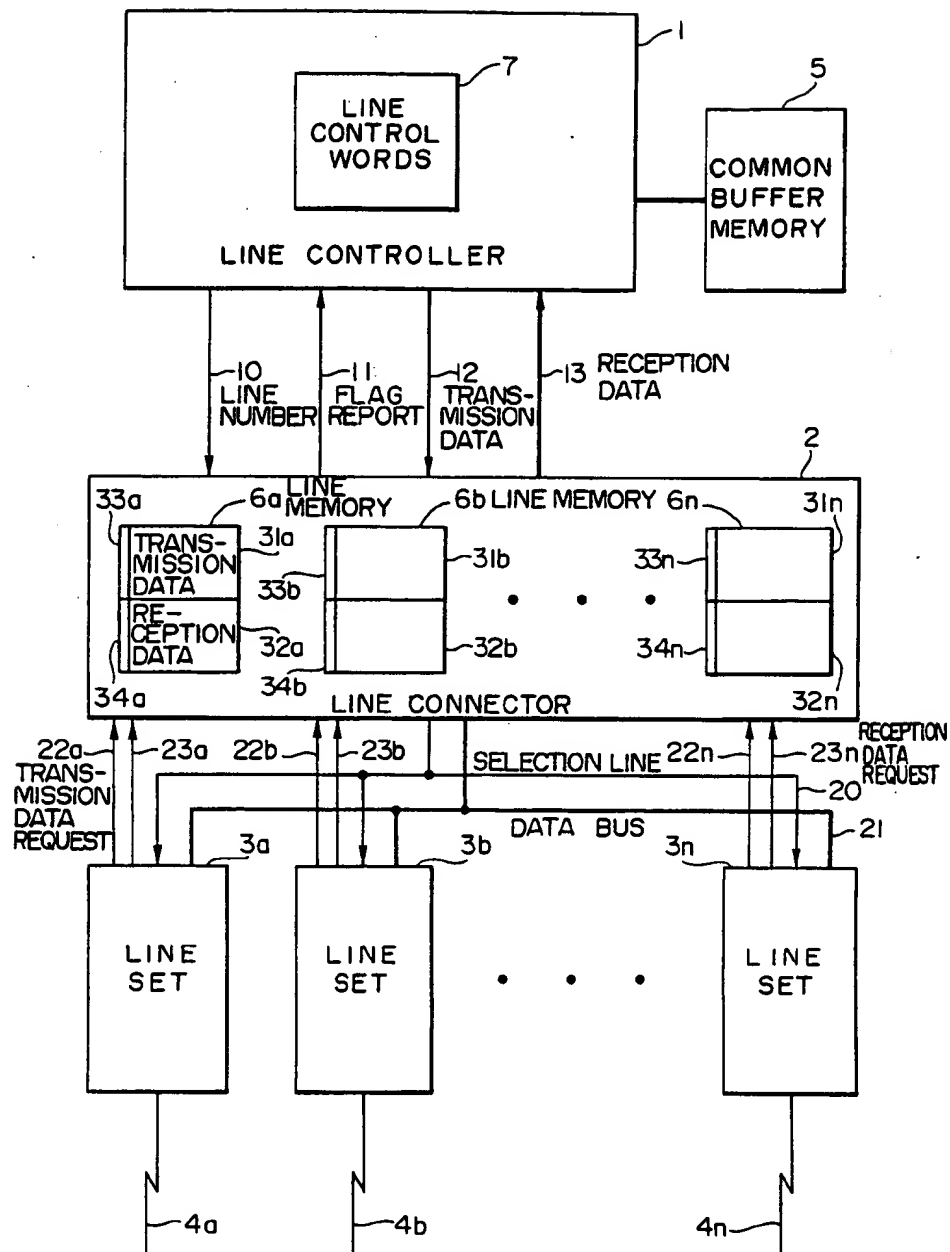 1
7
5
LINE
CONTROL
WORDS
COMMON
BUFFER
MEMORY
LINE CONTROLLER
10
LINE
NUMBER
11
FLAG
REPORT
12
TRANS-
MISSION
DATA
13
RECEPTION
DATA
2
33a
6a
LINE
MEMORY
31a
6b LINE MEMORY 6n
31n
TRANS-
MISSION
DATA
33b
31b
33n
RE-
CEPTION
DATA
32a
34a
34b
32b
34n
32n
LINE CONNECTOR
22a
23a
22b
23b
22n
23n
RECEPTION
DATA
REQUEST
TRANS-
MISSION
DATA
REQUEST
SELECTION LINE
20
DATA BUS
21
3a
3b
3n
LINE
SET
LINE
SET
LINE
SET
4a
4b
4n